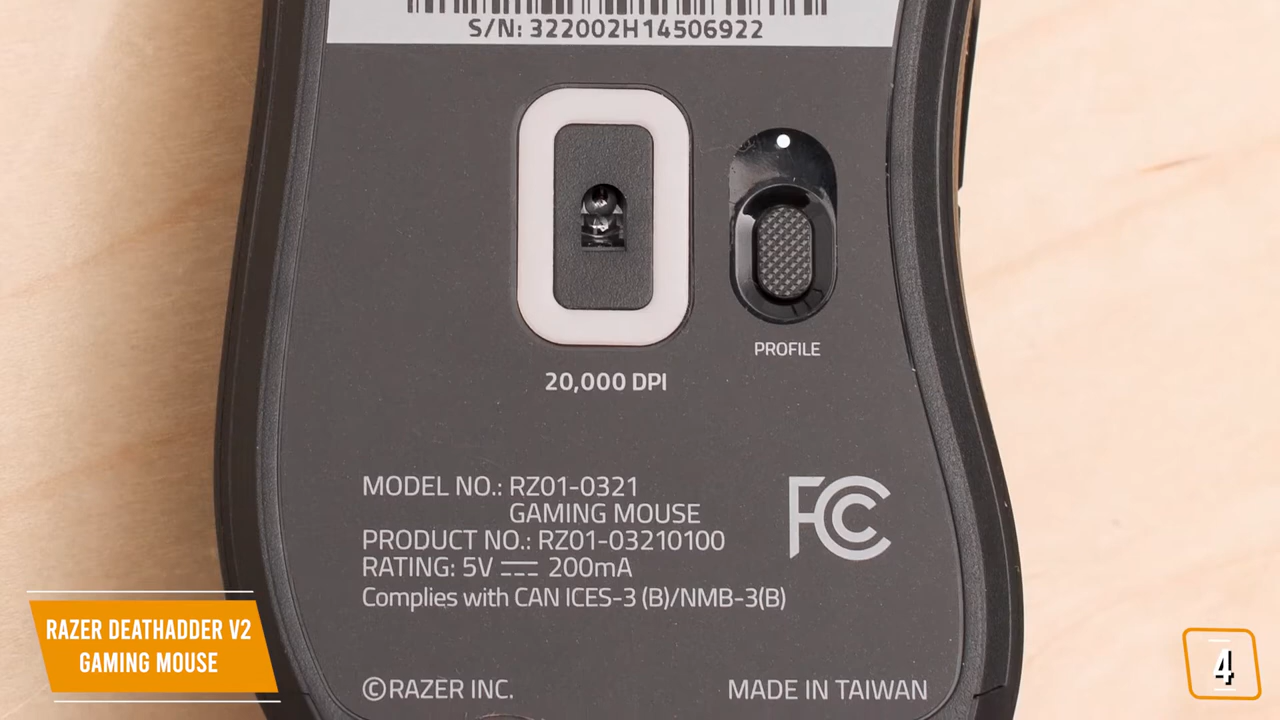 S/N: 322002H14506922
PROFILE
20,000 DPI
MODEL NO.: RZ01-0321
GAMING MOUSE
PRODUCT NO.: RZ01-03210100
RATING: 5V ⎓ 200mA
Complies with CAN ICES-3 (B)/NMB-3(B)
FC
©RAZER INC.
MADE IN TAIWAN
RAZER DEATHADDER V2
GAMING MOUSE
4